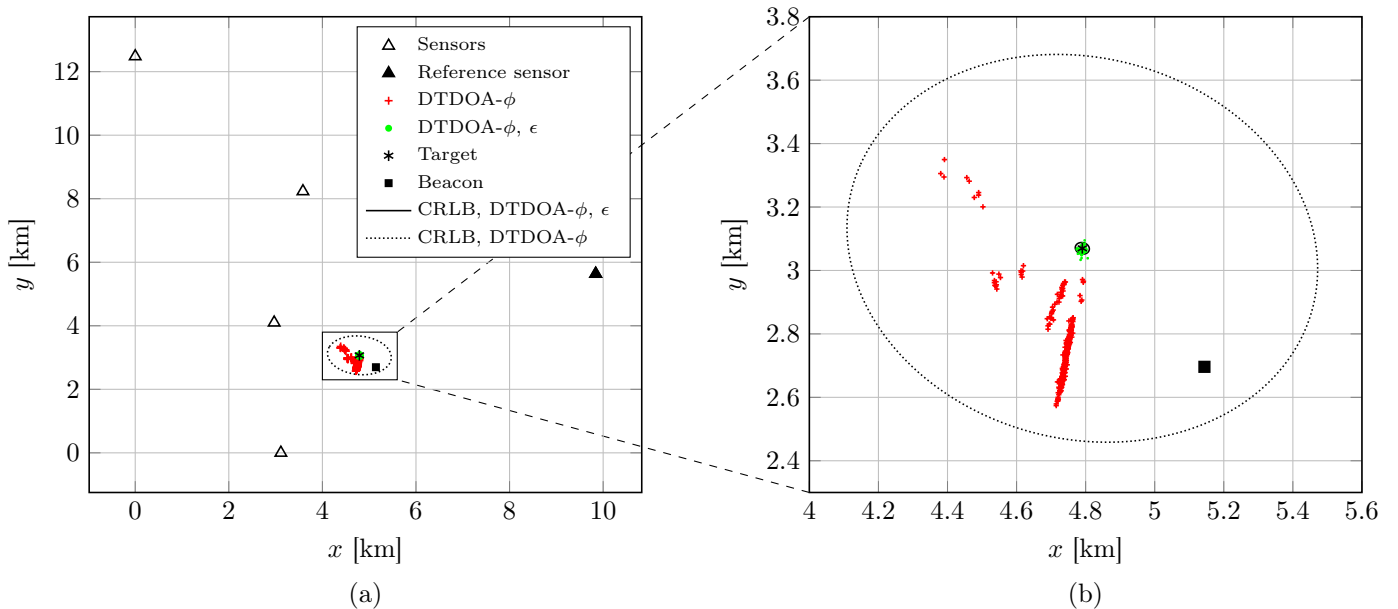 12
10
8
6
4
2
0
y [km]
0
2
4
6
8
10
x [km]
(a)
Sensors
Reference sensor
DTDOA-ϕ
DTDOA-ϕ, ϵ
Target
Beacon
CRLB, DTDOA-ϕ, ϵ
CRLB, DTDOA-ϕ
3.8
3.6
3.4
3.2
3
2.8
2.6
2.4
y [km]
4
4.2
4.4
4.6
4.8
5
5.2
5.4
5.6
x [km]
(b)